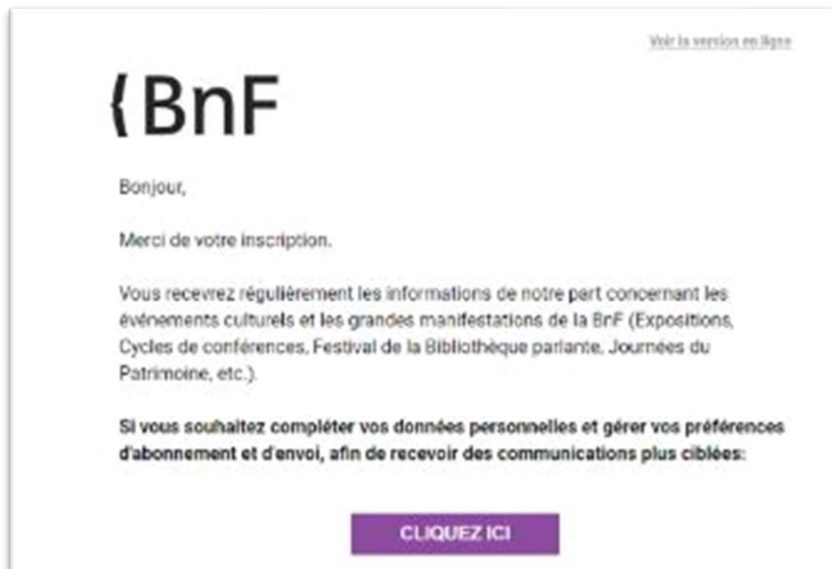 Voir la version en ligne
{BnF
Bonjour,
Merci de votre inscription.
Vous recevrez régulièrement les informations de notre part concernant les
événements culturels et les grandes manifestations de la BnF (Expositions,
Cycles de conférences, Festival de la Bibliothèque parlante, Journées du
Patrimoine, etc.).
Si vous souhaitez compléter vos données personnelles et gérer vos préférences
d'abonnement et d'envoi, afin de recevoir des communications plus ciblées:
CLIQUEZ ICI